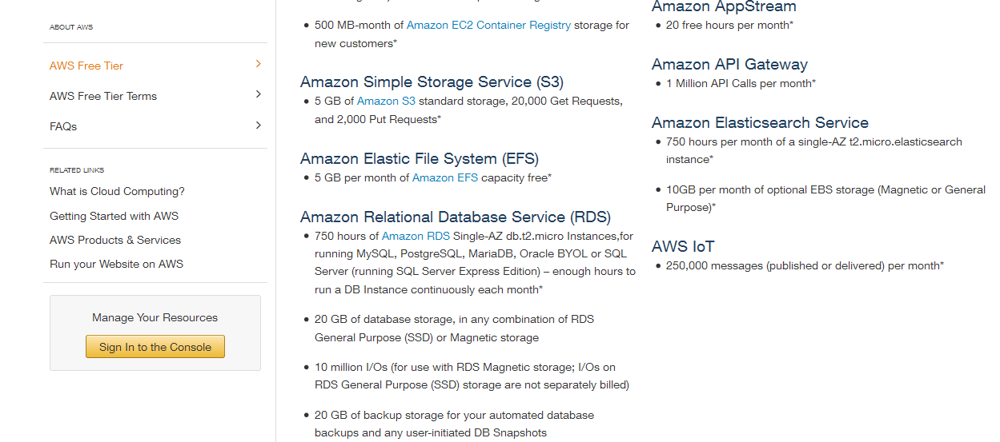 ABOUT AWS
AWS Free Tier
AWS Free Tier Terms
FAQs
RELATED LINKS
What is Cloud Computing?
Getting Started with AWS
AWS Products & Services
Run your Website on AWS
Manage Your Resources
Sign In to the Console
• 500 MB-month of Amazon EC2 Container Registry storage for
new customers*
Amazon Simple Storage Service (S3)
• 5 GB of Amazon S3 standard storage, 20,000 Get Requests,
and 2,000 Put Requests*
Amazon Elastic File System (EFS)
• 5 GB per month of Amazon EFS capacity free*
Amazon Relational Database Service (RDS)
• 750 hours of Amazon RDS Single-AZ db.t2.micro Instances,for
running MySQL, PostgreSQL, MariaDB, Oracle BYOL or SQL
Server (running SQL Server Express Edition) – enough hours to
run a DB Instance continuously each month*
• 20 GB of database storage, in any combination of RDS
General Purpose (SSD) or Magnetic storage
• 10 million I/Os (for use with RDS Magnetic storage; I/Os on
RDS General Purpose (SSD) storage are not separately billed)
• 20 GB of backup storage for your automated database
backups and any user-initiated DB Snapshots
Amazon AppStream
• 20 free hours per month*
Amazon API Gateway
• 1 Million API Calls per month*
Amazon Elasticsearch Service
• 750 hours per month of a single-AZ t2.micro.elasticsearch
instance*
• 10GB per month of optional EBS storage (Magnetic or General
Purpose)*
AWS IoT
• 250,000 messages (published or delivered) per month*